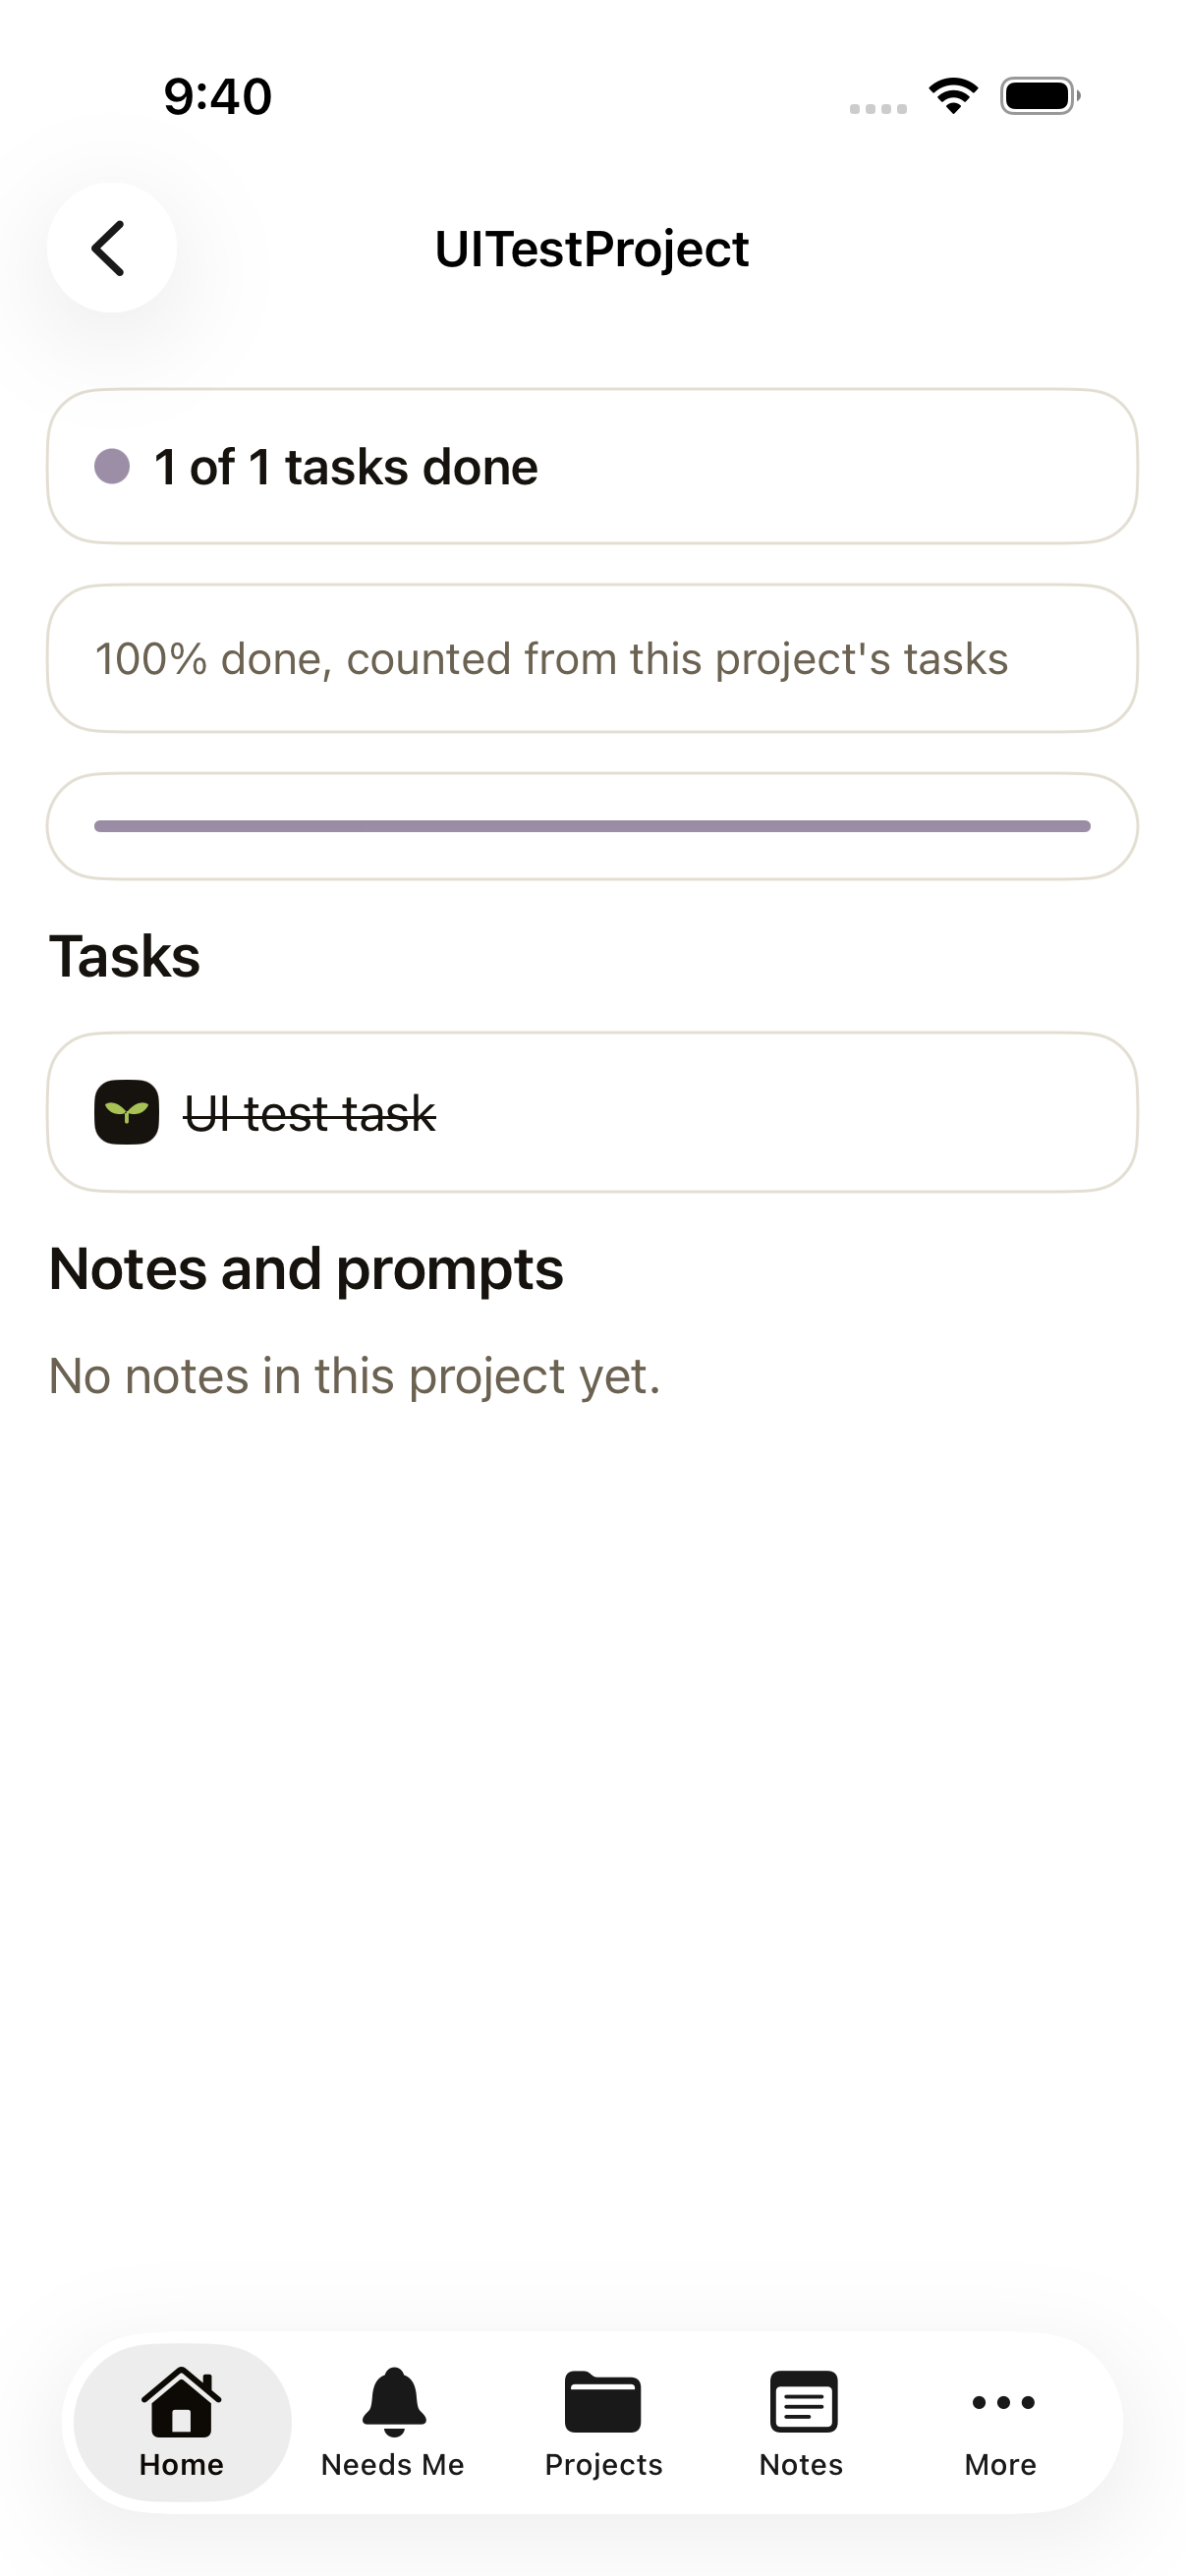 9:40
UITestProject
1 of 1 tasks done
100% done, counted from this project's tasks
Tasks
UI test task
Notes and prompts
No notes in this project yet.
Home
Needs Me
Projects
Notes
More